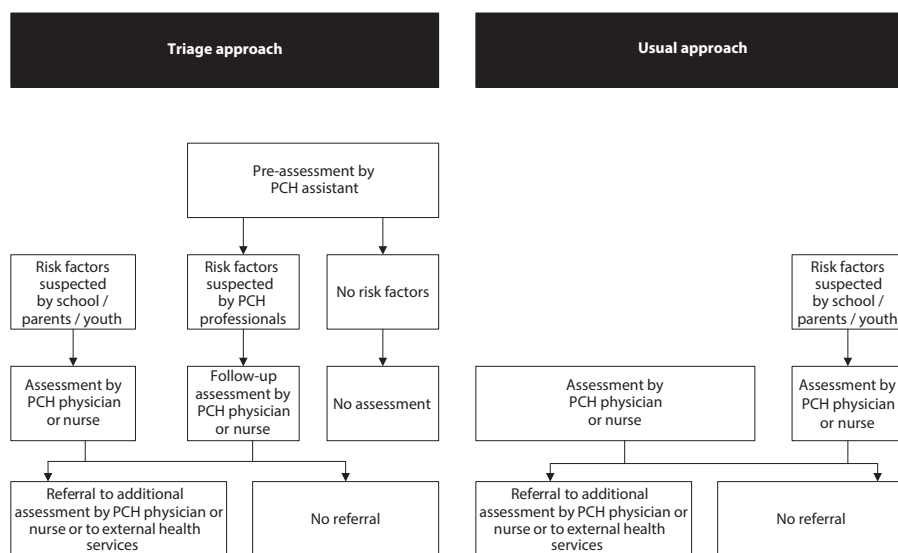 Triage approach
Usual approach
Pre-assessment by
PCH assistant
Risk factors
suspected
by school /
parents / youth
Risk factors
suspected
by PCH
professionals
No risk factors
Risk factors
suspected
by school /
parents / youth
Assessment by
PCH physician
or nurse
Follow-up
assessment by
PCH physician
or nurse
No assessment
Assessment by
PCH physician
or nurse
Assessment by
PCH physician
or nurse
Referral to additional
assessment by PCH physician or
nurse or to external health
services
No referral
Referral to additional
assessment by PCH physician or
nurse or to external health
services
No referral